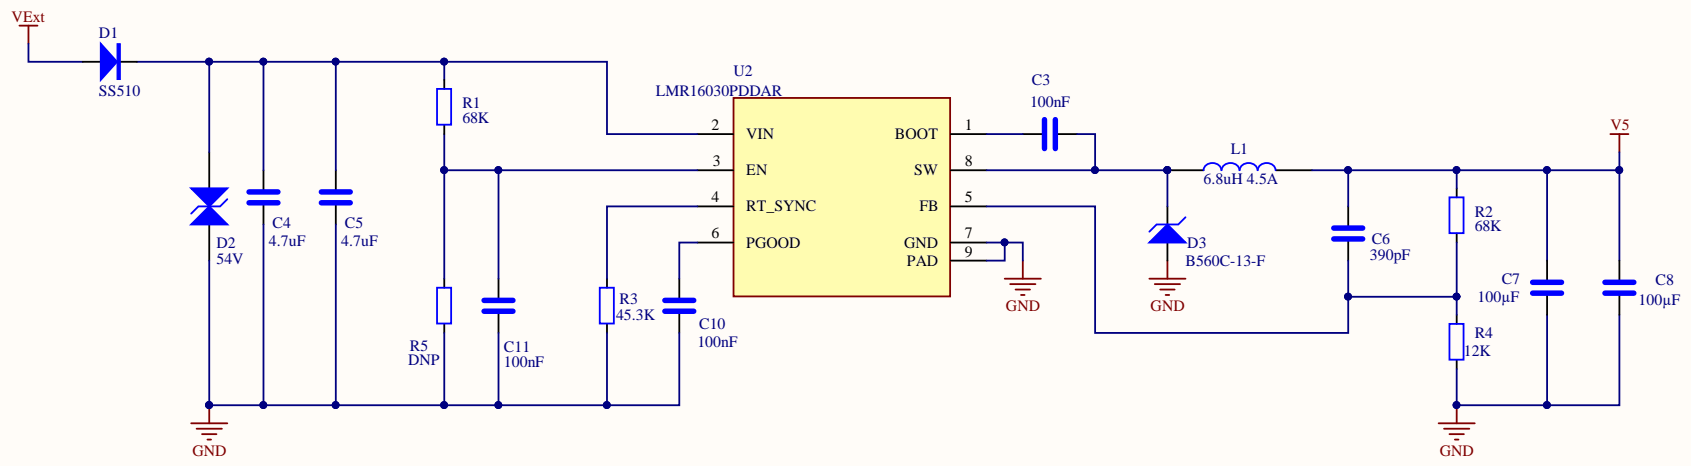 VExt
D1
SS510
D2
54V
C4
4.7uF
C5
4.7uF
R1
68K
R5
DNP
C11
100nF
R3
45.3K
C10
100nF
U2
LMR16030PDDAR
2 VIN
3 EN
4 RT_SYNC
6 PGOOD
BOOT 1
SW 8
FB 5
GND 7
PAD 9
C3
100nF
GND
D3
B560C-13-F
GND
L1
6.8uH 4.5A
C6
390pF
R2
68K
R4
12K
C7
100µF
C8
100µF
V5
GND
GND